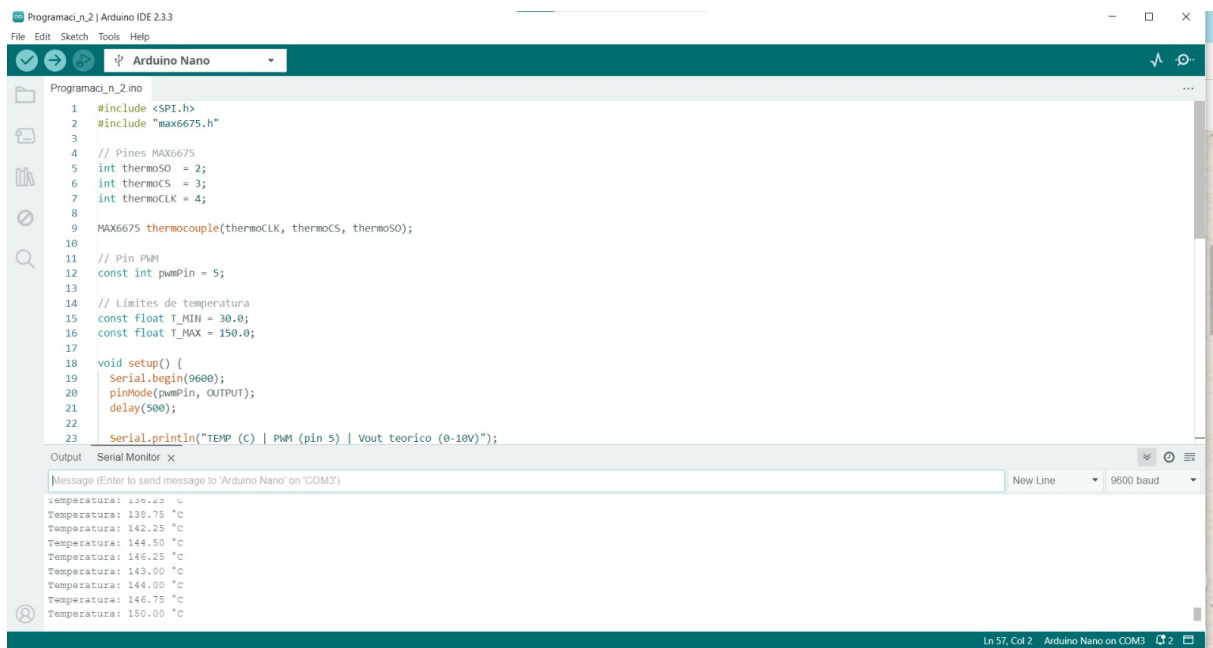 Programaci_n_2 | Arduino IDE 2.3.3
File Edit Sketch Tools Help
Arduino Nano
Programaci_n_2.ino
1 #include <SPI.h>
2 #include "max6675.h"
3
4 // Pines MAX6675
5 int thermoSO  = 2;
6 int thermoCS  = 3;
7 int thermoCLK = 4;
8
9 MAX6675 thermocouple(thermoCLK, thermoCS, thermoSO);
10
11 // Pin PWM
12 const int pwmPin = 5;
13
14 // Límites de temperatura
15 const float T_MIN = 30.0;
16 const float T_MAX = 150.0;
17
18 void setup() {
19   Serial.begin(9600);
20   pinMode(pwmPin, OUTPUT);
21   delay(500);
22
23   Serial.println("TEMP (C) | PWM (pin 5) | Vout teorico (0-10V)");
Output Serial Monitor
Message (Enter to send message to 'Arduino Nano' on 'COM3') New Line 9600 baud
Temperatura: 136.25 °C
Temperatura: 138.75 °C
Temperatura: 142.25 °C
Temperatura: 144.50 °C
Temperatura: 146.25 °C
Temperatura: 143.00 °C
Temperatura: 144.00 °C
Temperatura: 146.75 °C
Temperatura: 150.00 °C
Ln 57, Col 2 Arduino Nano on COM3 2